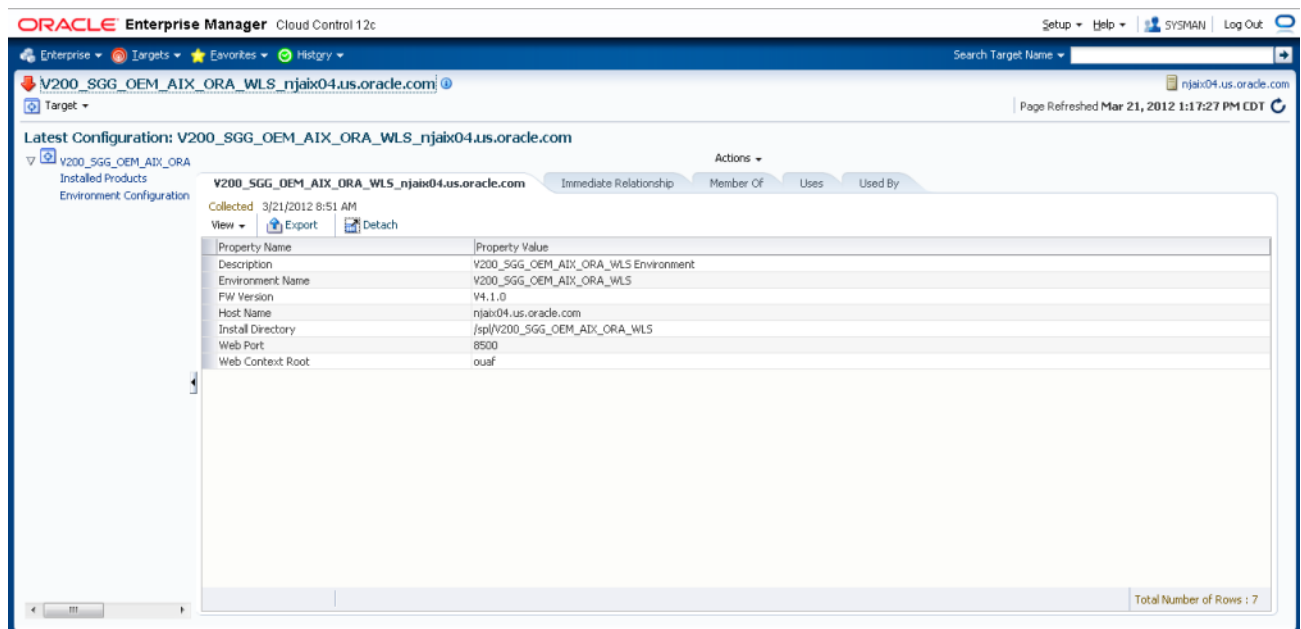 ORACLE Enterprise Manager Cloud Control 12c
Setup Help SYSMAN Log Out
Enterprise Targets Favorites History Search Target Name
V200_SGG_OEM_AIX_ORA_WLS_njaix04.us.oracle.com njaix04.us.oracle.com
Target Page Refreshed Mar 21, 2012 1:17:27 PM CDT
Latest Configuration: V200_SGG_OEM_AIX_ORA_WLS_njaix04.us.oracle.com
V200_SGG_OEM_AIX_ORA
Installed Products
Environment Configuration
Actions
V200_SGG_OEM_AIX_ORA_WLS_njaix04.us.oracle.com Immediate Relationship Member Of Uses Used By
Collected 3/21/2012 8:51 AM
View Export Detach
Property Name Property Value
Description V200_SGG_OEM_AIX_ORA_WLS Environment
Environment Name V200_SGG_OEM_AIX_ORA_WLS
FW Version V4.1.0
Host Name njaix04.us.oracle.com
Install Directory /spl/V200_SGG_OEM_AIX_ORA_WLS
Web Port 8500
Web Context Root ouaf
Total Number of Rows : 7